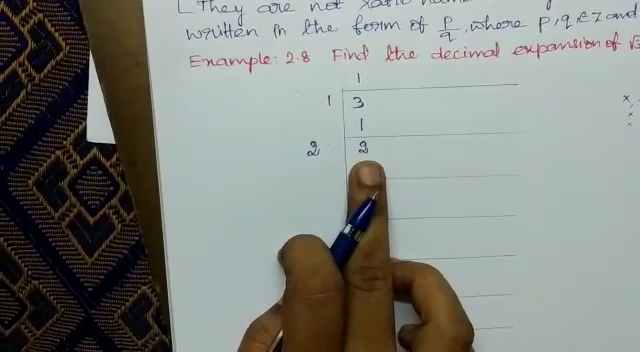 They are not
written in the form of p/q, where p, q ∈ Z and
Example: 2.8 Find the decimal expansion of √3
1
1 3
1
2 2